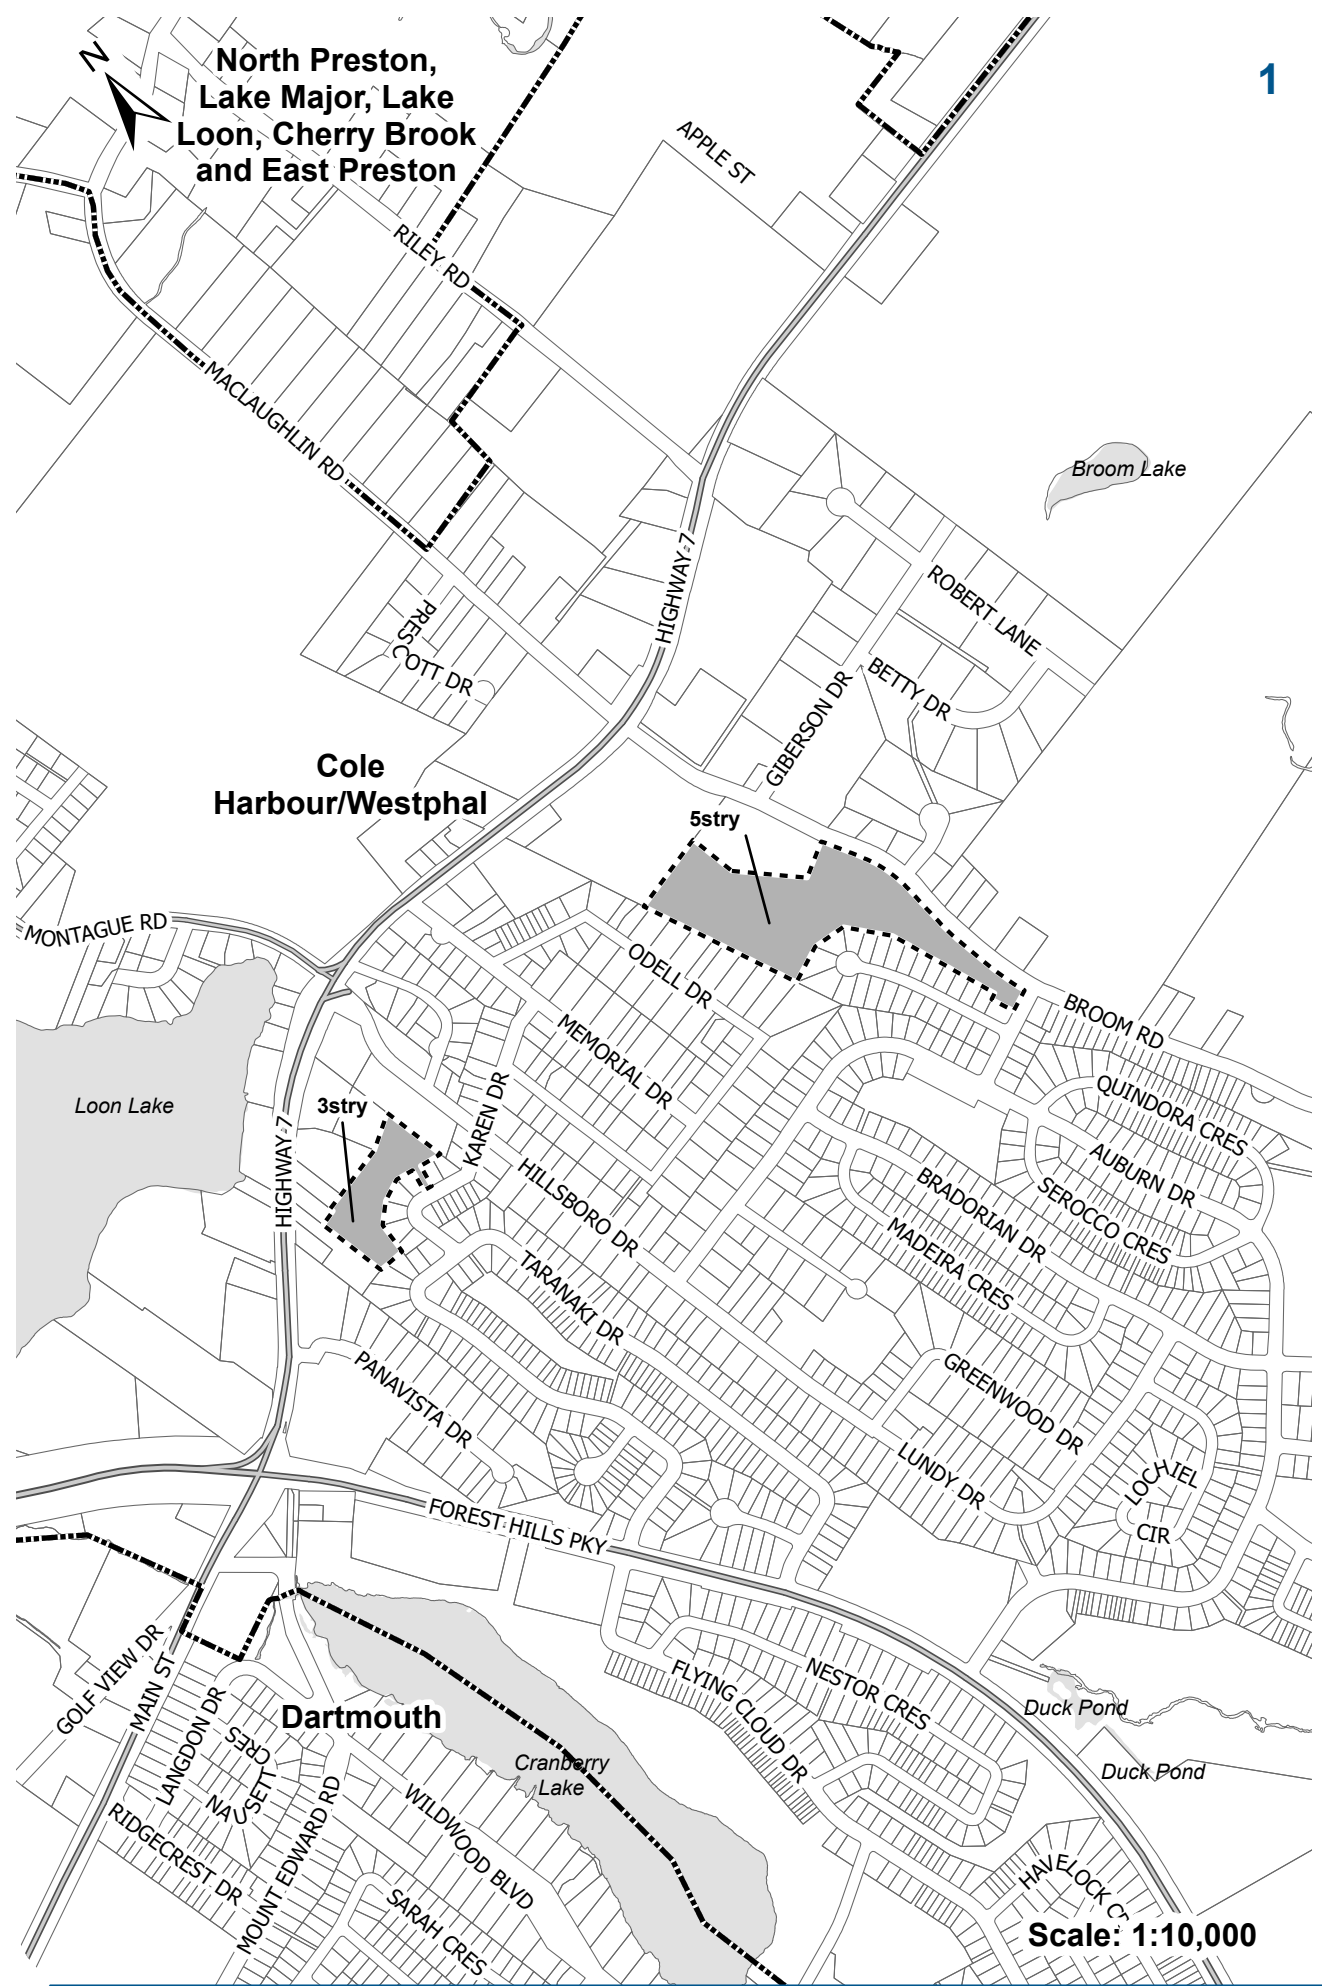 N
North Preston,
Lake Major, Lake
Loon, Cherry Brook
and East Preston
1
APPLE ST
RILEY RD
MACLAUGHLIN RD
Broom Lake
HIGHWAY 7
ROBERT LANE
PRESCOTT DR
BETTY DR
GIBERSON DR
Cole
Harbour/Westphal
5stry
MONTAGUE RD
ODELL DR
BROOM RD
MEMORIAL DR
Loon Lake
3stry
KAREN DR
QUINDORA CRES
HIGHWAY 7
HILLSBORO DR
AUBURN DR
BRADORIAN DR
SEROCCO CRES
MADEIRA CRES
TARANAKI DR
PANAVISTA DR
GREENWOOD DR
LUNDY DR
LOCHIEL
CIR
FOREST HILLS PKY
GOLF VIEW DR
MAIN ST
LANGDON DR
Dartmouth
FLYING CLOUD DR
NESTOR CRES
Duck Pond
NAUSETT
CRES
Cranberry
Lake
Duck Pond
RIDGECREST DR
MOUNT EDWARD RD
WILDWOOD BLVD
SARAH CRES
HAVELOCK
Scale: 1:10,000